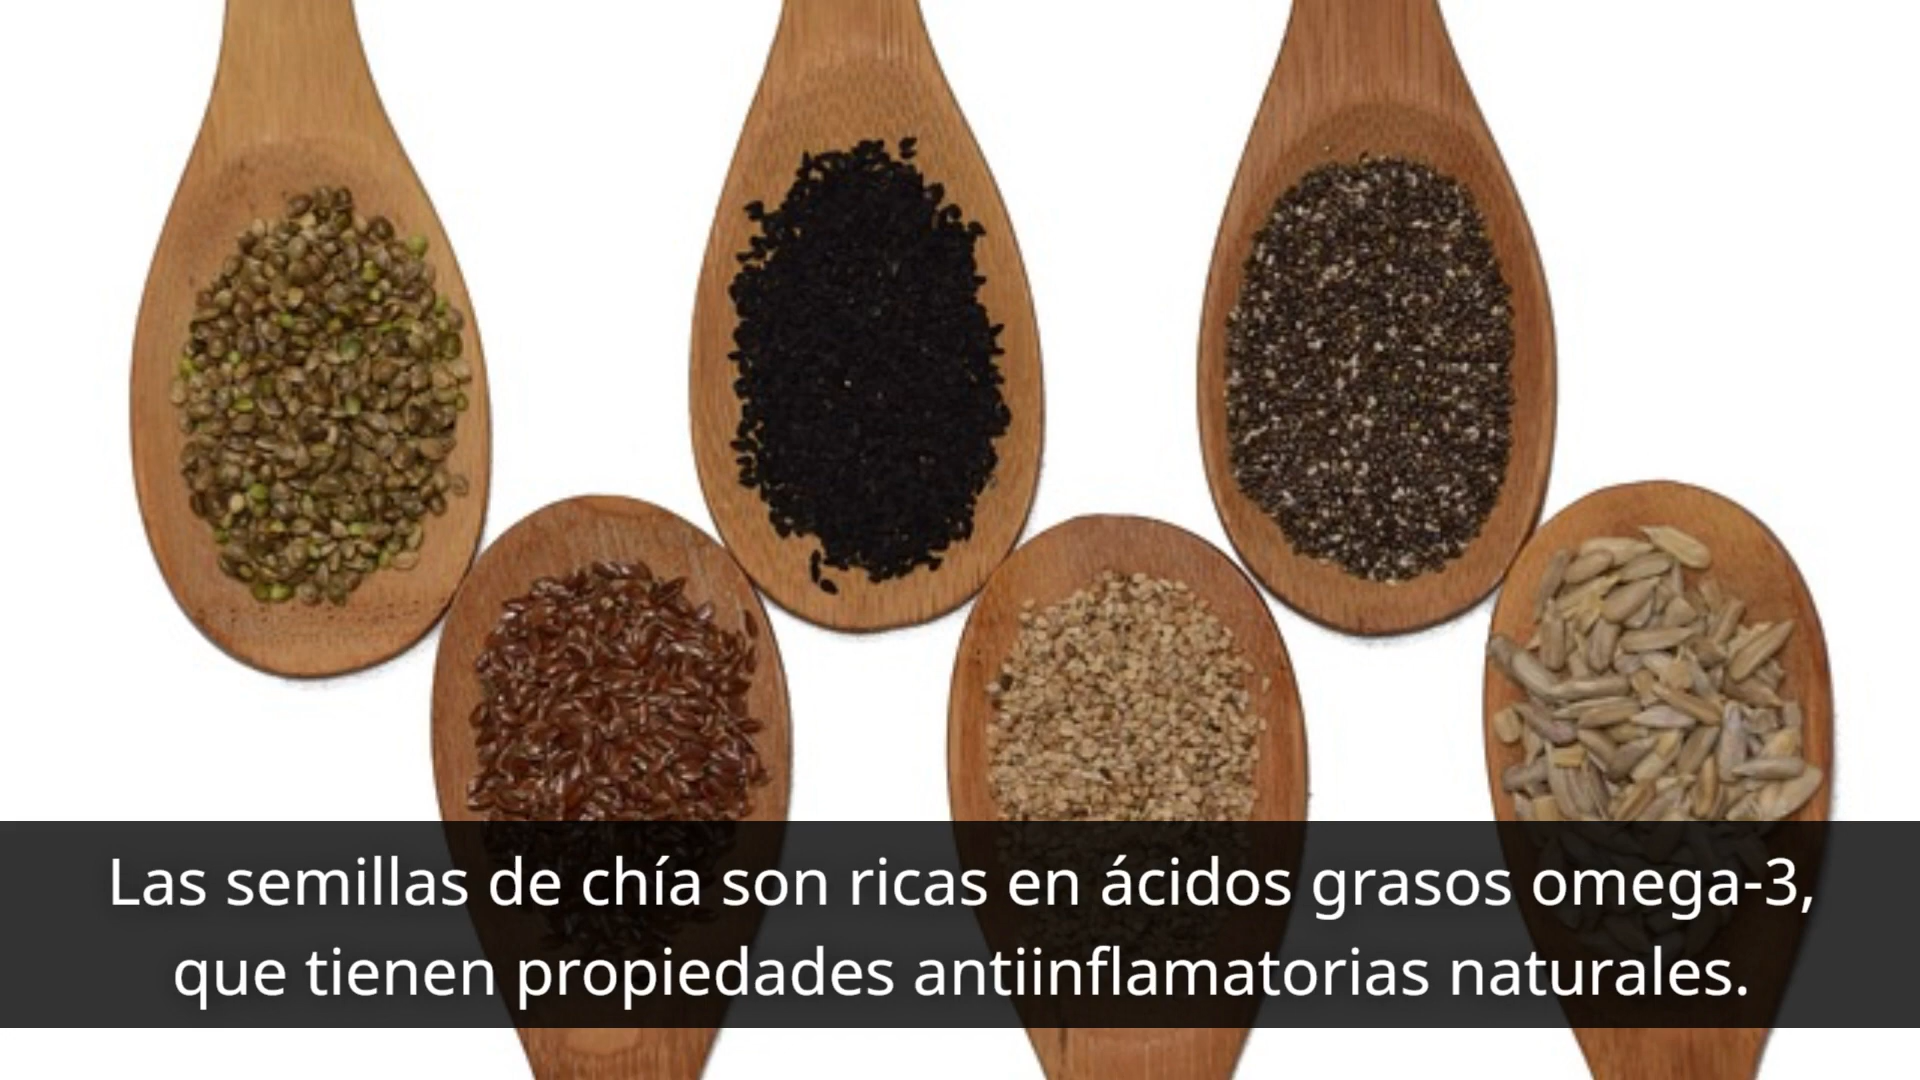 Las semillas de chía son ricas en ácidos grasos omega-3,
que tienen propiedades antiinflamatorias naturales.